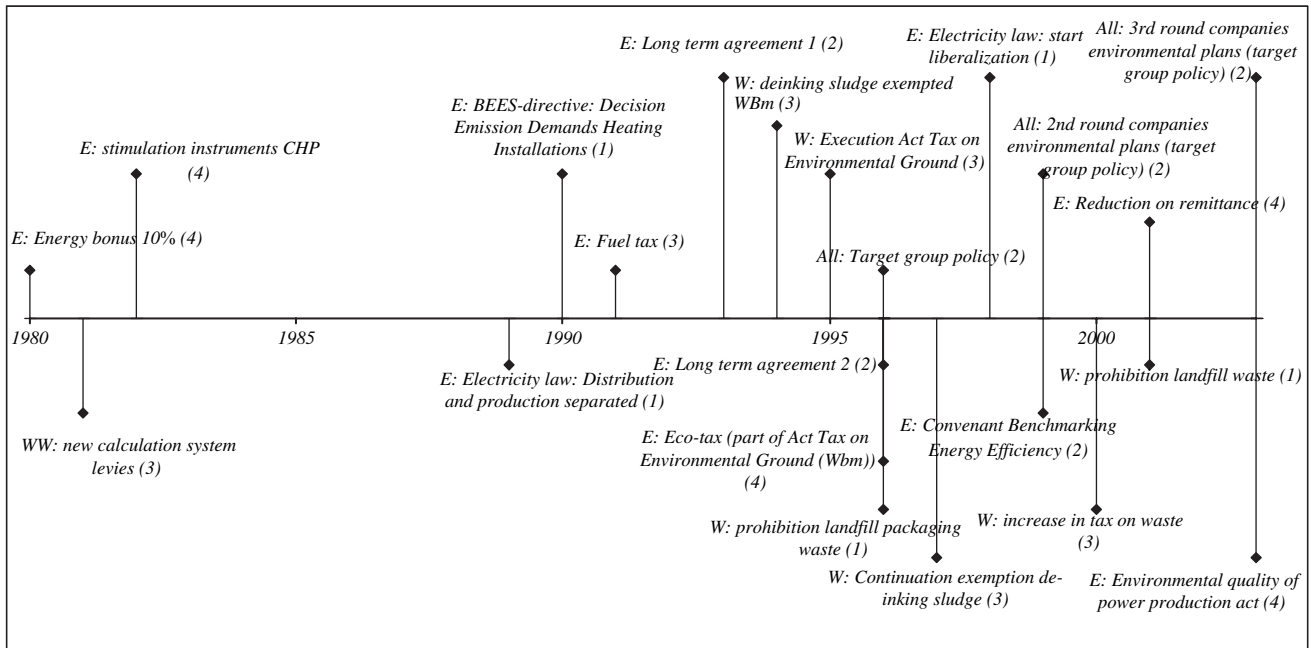 E: Long term agreement 1 (2)
E: Electricity law: start
liberalization (1)
All: 3rd round companies
environmental plans (target
group policy) (2)
W: deinking sludge exempted
WBm (3)
E: BEES-directive: Decision
Emission Demands Heating
Installations (1)
All: 2nd round companies
environmental plans (target
group policy) (2)
E: stimulation instruments CHP
(4)
W: Execution Act Tax on
Environmental Ground (3)
E: Reduction on remittance (4)
E: Energy bonus 10% (4)
E: Fuel tax (3)
All: Target group policy (2)
1980
1985
1990
1995
2000
E: Electricity law: Distribution
and production separated (1)
E: Long term agreement 2 (2)
W: prohibition landfill waste (1)
WW: new calculation system
levies (3)
E: Eco-tax (part of Act Tax on
Environmental Ground (Wbm))
(4)
E: Convenant Benchmarking
Energy Efficiency (2)
W: prohibition landfill packaging
waste (1)
W: increase in tax on waste
(3)
W: Continuation exemption de-
inking sludge (3)
E: Environmental quality of
power production act (4)